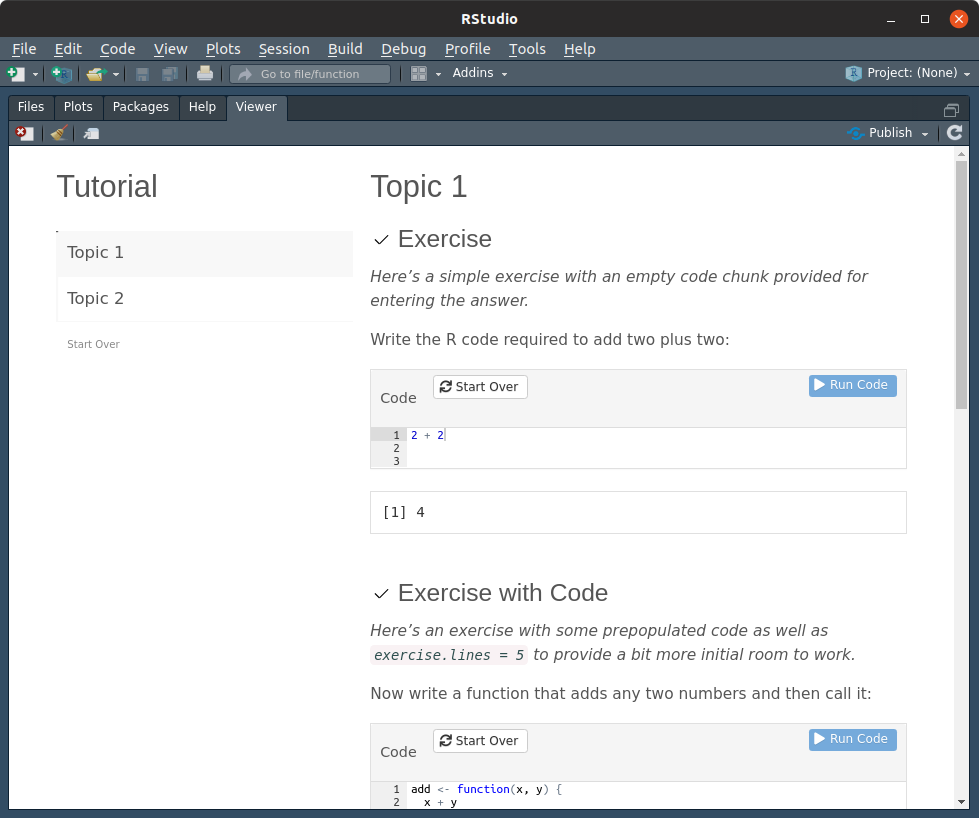 RStudio
File Edit Code View Plots Session Build Debug Profile Tools Help
Go to file/function Addins Project: (None)
Files Plots Packages Help Viewer
Publish
Tutorial
Topic 1
Topic 2
Start Over
Topic 1
Exercise
Here’s a simple exercise with an empty code chunk provided for
entering the answer.
Write the R code required to add two plus two:
Code Start Over Run Code
1 2 + 2
2
3
[1] 4
Exercise with Code
Here’s an exercise with some prepopulated code as well as
exercise.lines = 5 to provide a bit more initial room to work.
Now write a function that adds any two numbers and then call it:
Code Start Over Run Code
1 add <- function(x, y) {
2 x + y